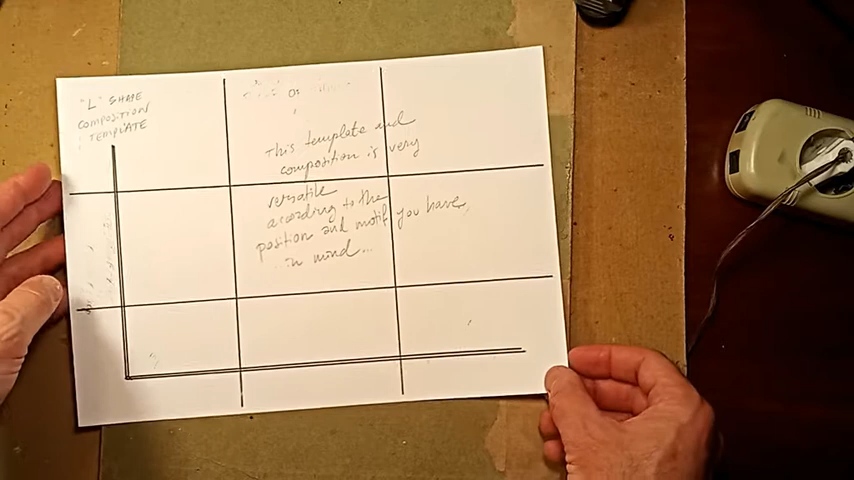 "L" SHAPE
COMPOSITION
TEMPLATE
This template and
composition is very
versatile
according to the
position and motif you have,
in mind...